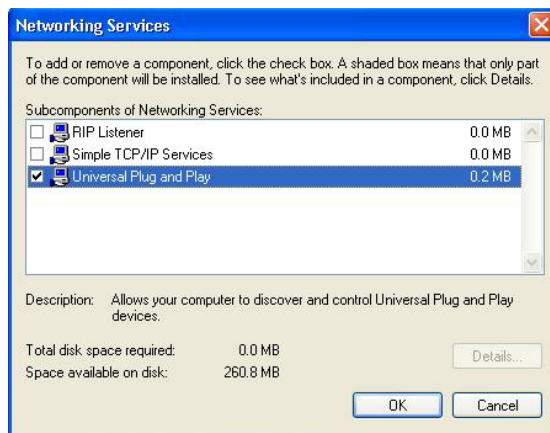 Networking Services
To add or remove a component, click the check box. A shaded box means that only part
of the component will be installed. To see what's included in a component, click Details.
Subcomponents of Networking Services:
RIP Listener 0.0 MB
Simple TCP/IP Services 0.0 MB
Universal Plug and Play 0.2 MB
Description: Allows your computer to discover and control Universal Plug and Play
devices.
Total disk space required: 0.0 MB
Details...
Space available on disk: 260.8 MB
OK Cancel